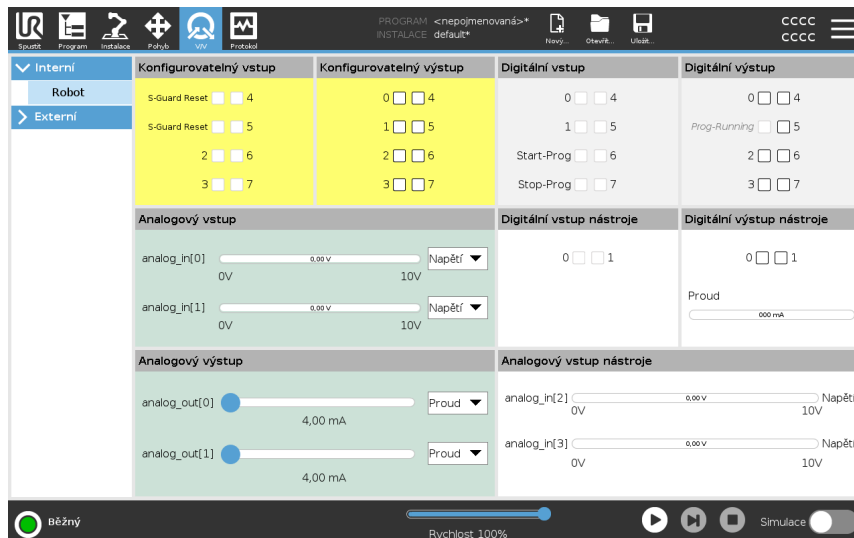 UR
PROGRAM <nepojmenovaná>*
INSTALACE default*
CCCC
CCCC
Spustit Program Instalace Pohyb V/V Protokol Nový... Otevřít... Uložit...
Interní
Robot
Externí
Konfigurovatelný vstup
S-Guard Reset 4
S-Guard Reset 5
2 6
3 7
Konfigurovatelný výstup
0 4
1 5
2 6
3 7
Digitální vstup
0 4
1 5
Start-Prog 6
Stop-Prog 7
Digitální výstup
0 4
Prog-Running 5
2 6
3 7
Analogový vstup
analog_in[0] 0,00 V Napětí
0V 10V
analog_in[1] 0,00 V Napětí
0V 10V
Digitální vstup nástroje
0 1
Digitální výstup nástroje
0 1
Proud
000 mA
Analogový výstup
analog_out[0] Proud
4,00 mA
analog_out[1] Proud
4,00 mA
Analogový vstup nástroje
analog_in[2] 0,00 V Napětí
0V 10V
analog_in[3] 0,00 V Napětí
0V 10V
Běžný
Rychlost 100%
Simulace